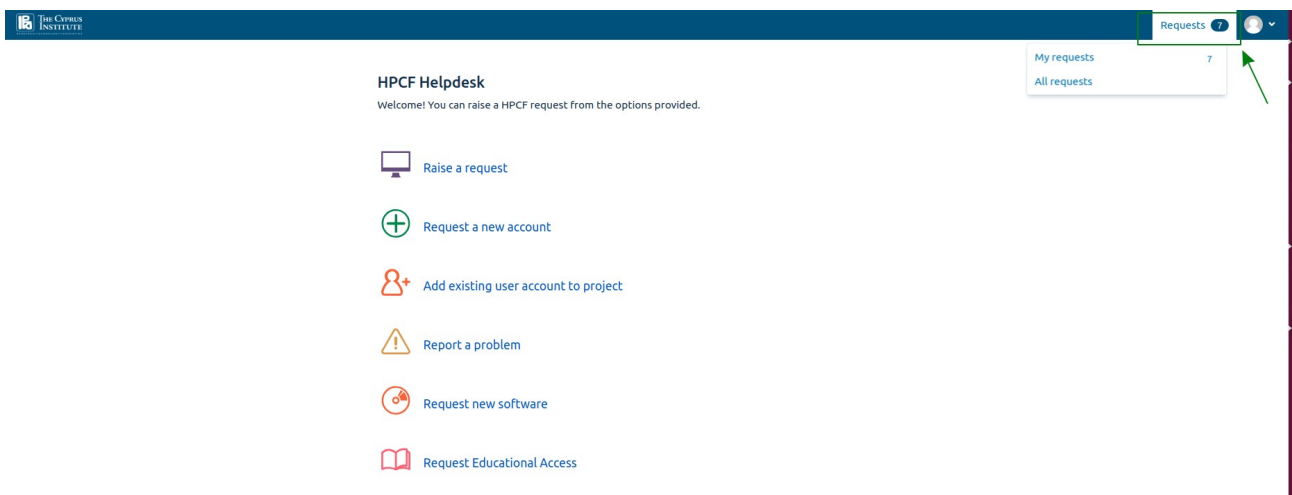 THE CYPRUS
INSTITUTE
Requests 7
My requests 7
All requests
HPCF Helpdesk
Welcome! You can raise a HPCF request from the options provided.
Raise a request
Request a new account
Add existing user account to project
Report a problem
Request new software
Request Educational Access